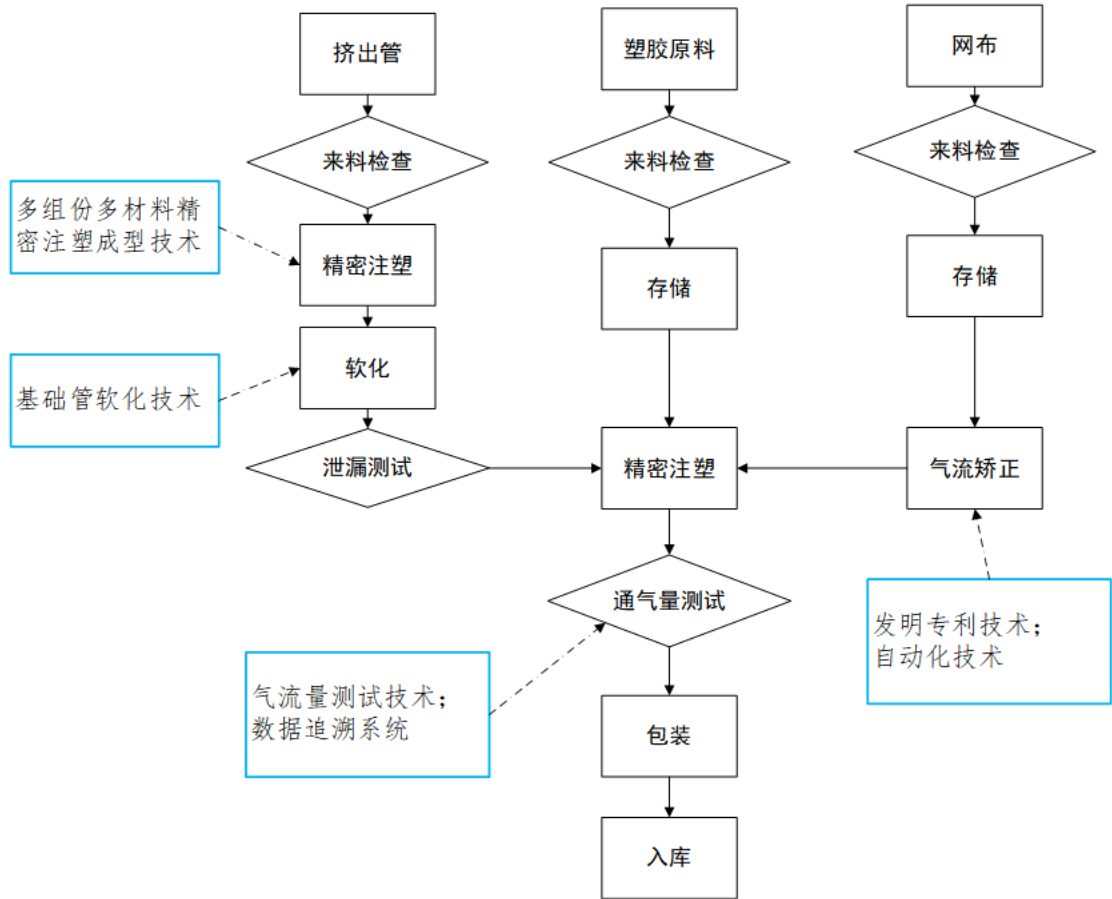 挤出管
塑胶原料
网布
来料检查
来料检查
来料检查
多组份多材料精
密注塑成型技术
精密注塑
存储
存储
软化
基础管软化技术
泄漏测试
精密注塑
气流矫正
通气量测试
发明专利技术；
自动化技术
气流量测试技术；
数据追溯系统
包装
入库